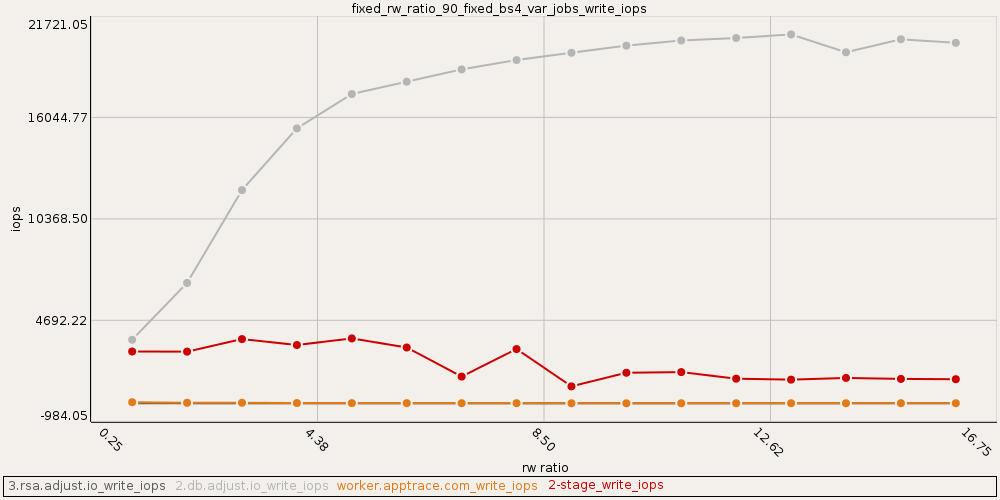 fixed_rw_ratio_90_fixed_bs4_var_jobs_write_iops
21721.05
16044.77
10368.50
4692.22
-984.05
iops
0.25
4.38
8.50
12.62
16.75
rw ratio
3.rsa.adjust.io_write_iops 2.db.adjust.io_write_iops worker.apptrace.com_write_iops 2-stage_write_iops